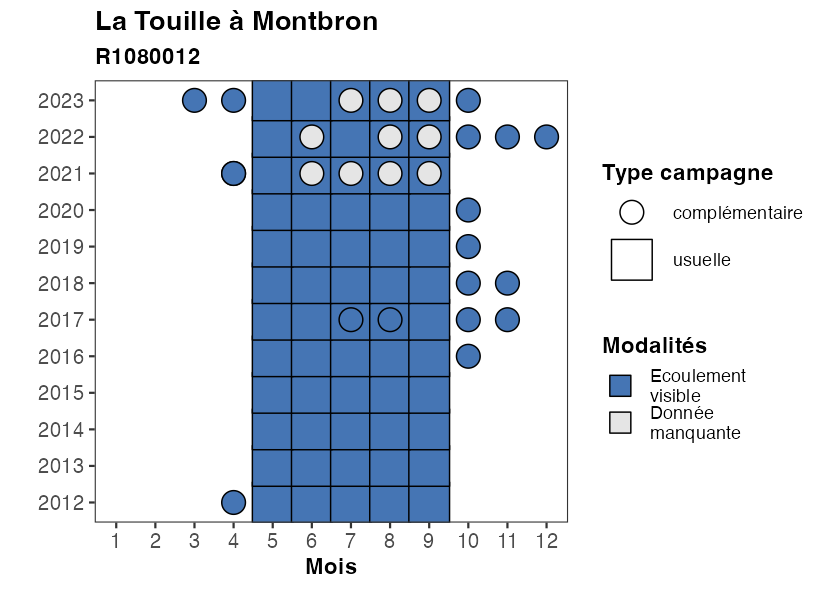 La Touille à Montbron
R1080012
2023
2022
2021
2020
2019
2018
2017
2016
2015
2014
2013
2012
1 2 3 4 5 6 7 8 9 10 11 12
Mois
Type campagne
complémentaire
usuelle
Modalités
Ecoulement
visible
Donnée
manquante